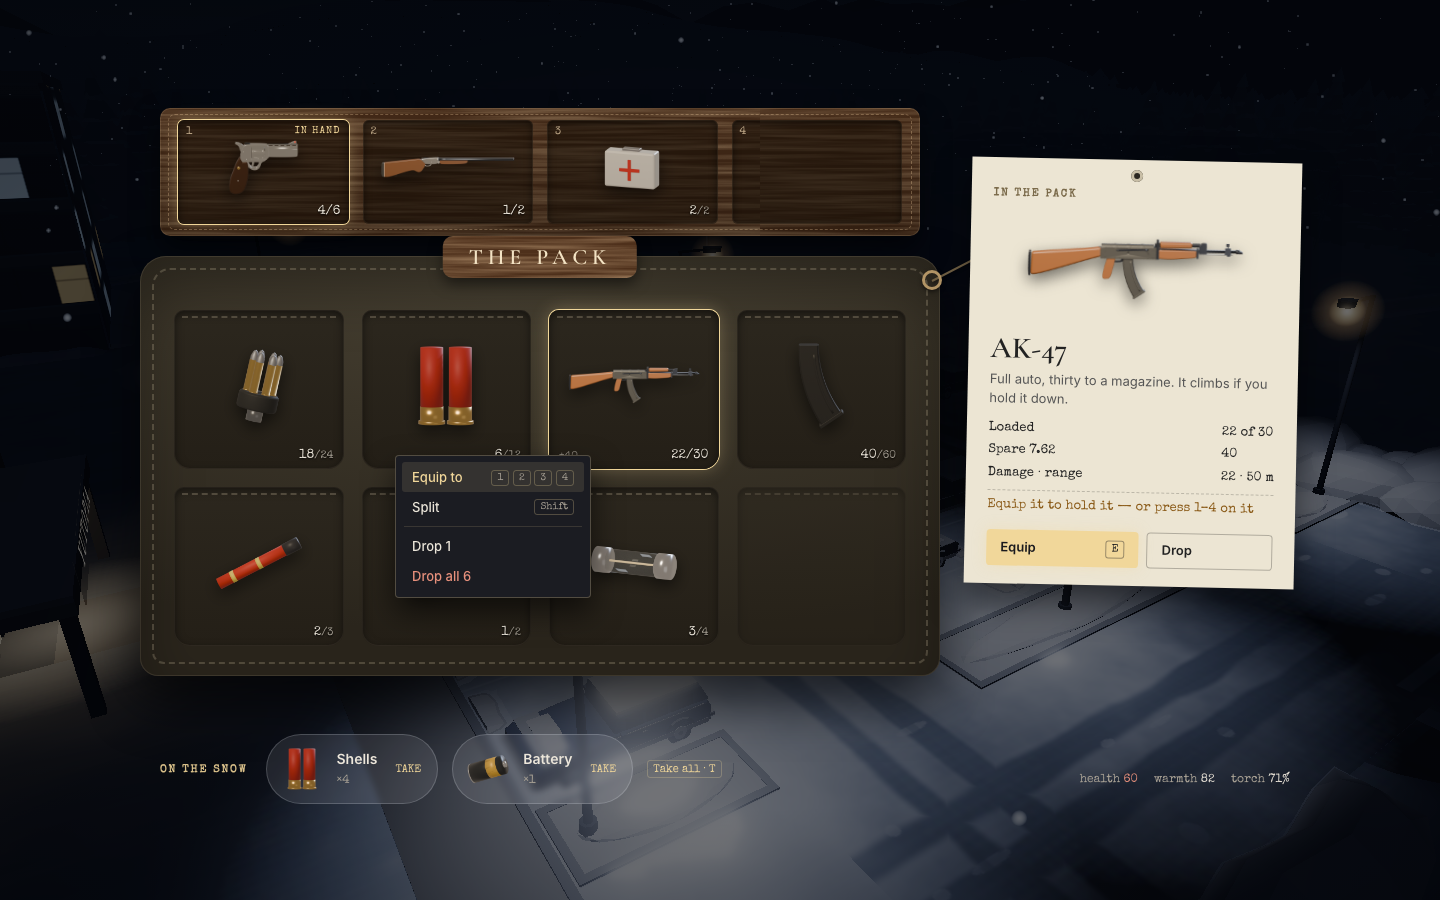 1
IN HAND
4/6
2
1/2
3
2/2
4
THE PACK
18/24
6/12
22/30
40/60
Equip to 1 2 3 4
Split Shift
Drop 1
Drop all 6
2/3
1/2
3/4
IN THE PACK
AK-47
Full auto, thirty to a magazine. It climbs if you
hold it down.
Loaded 22 of 30
Spare 7.62 40
Damage · range 22 · 50 m
Equip it to hold it — or press 1-4 on it
Equip E
Drop
ON THE SNOW
Shells
×4
TAKE
Battery
×1
TAKE
Take all · T
health 60 warmth 82 torch 71%